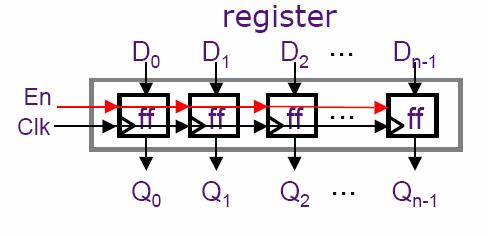 register
D0 D1 D2 ... Dn-1
En
ff ff ff ... ff
Clk
Q0 Q1 Q2 ... Qn-1